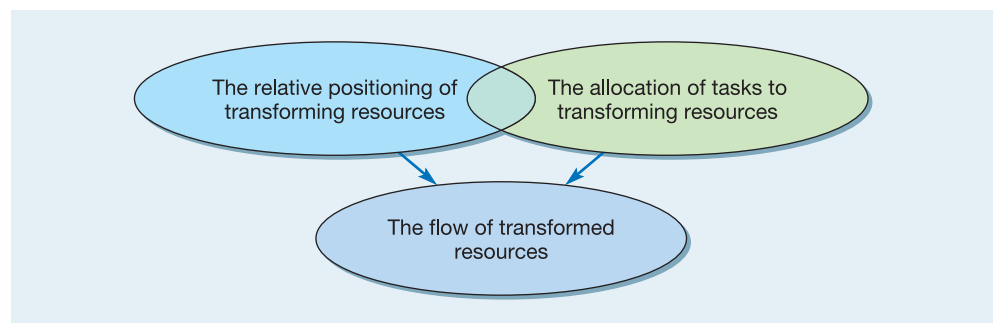 The relative positioning of
transforming resources
The allocation of tasks to
transforming resources
The flow of transformed
resources